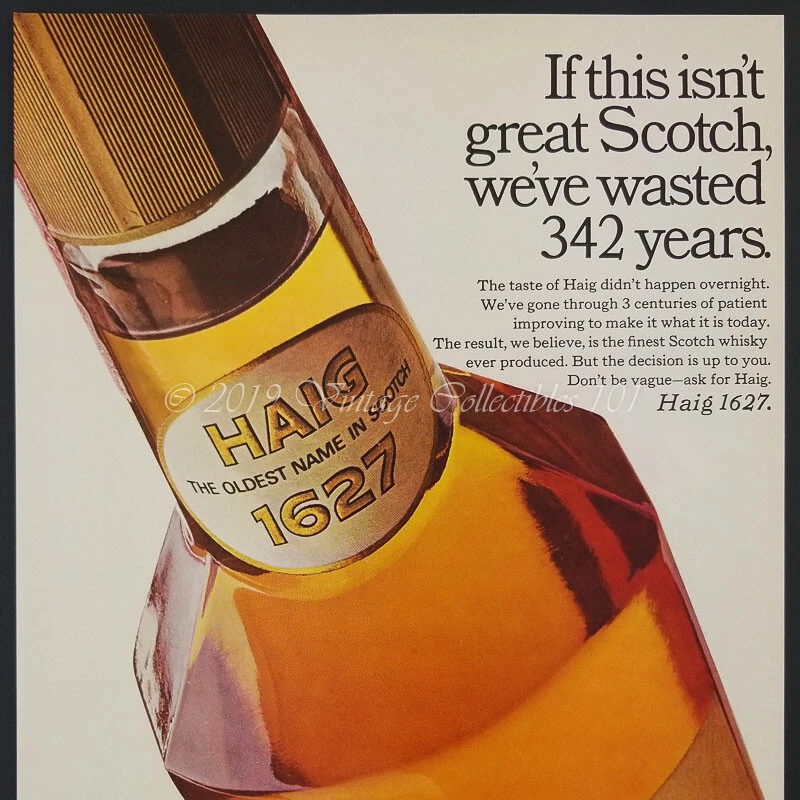 If this isn't
great Scotch,
we've wasted
342 years.
The taste of Haig didn't happen overnight.
We've gone through 3 centuries of patient
improving to make it what it is today.
The result, we believe, is the finest Scotch whisky
ever produced. But the decision is up to you.
Don't be vague—ask for Haig.
Haig 1627.
HAIG
THE OLDEST NAME IN SCOTCH
1627
© 2019 Vintage Collectibles 101